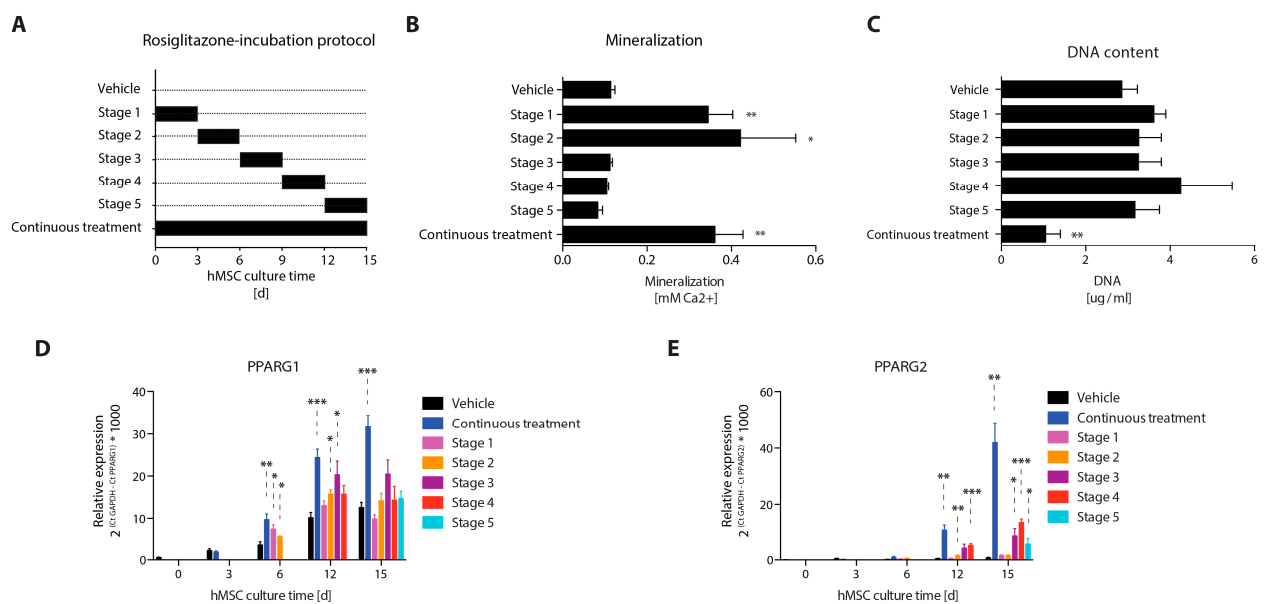 A
Rosiglitazone-incubation protocol
Vehicle
Stage 1
Stage 2
Stage 3
Stage 4
Stage 5
Continuous treatment
0 3 6 9 12 15
hMSC culture time
[d]
B
Mineralization
Vehicle
Stage 1 **
Stage 2 *
Stage 3
Stage 4
Stage 5
Continuous treatment **
0.0 0.2 0.4 0.6
Mineralization
[mM Ca2+]
C
DNA content
Vehicle
Stage 1
Stage 2
Stage 3
Stage 4
Stage 5
Continuous treatment **
0 2 4 6
DNA
[ug / ml]
D
PPARG1
Relative expression
2 (Ct GAPDH - Ct PPARG1) * 1000
40
30
20
10
0
** * * *** * * ***
0 3 6 12 15
hMSC culture time [d]
Vehicle
Continuous treatment
Stage 1
Stage 2
Stage 3
Stage 4
Stage 5
E
PPARG2
Relative expression
2 (Ct GAPDH - Ct PPARG2) * 1000
60
40
20
0
** ** *** ** * *** *
0 3 6 12 15
hMSC culture time [d]
Vehicle
Continuous treatment
Stage 1
Stage 2
Stage 3
Stage 4
Stage 5